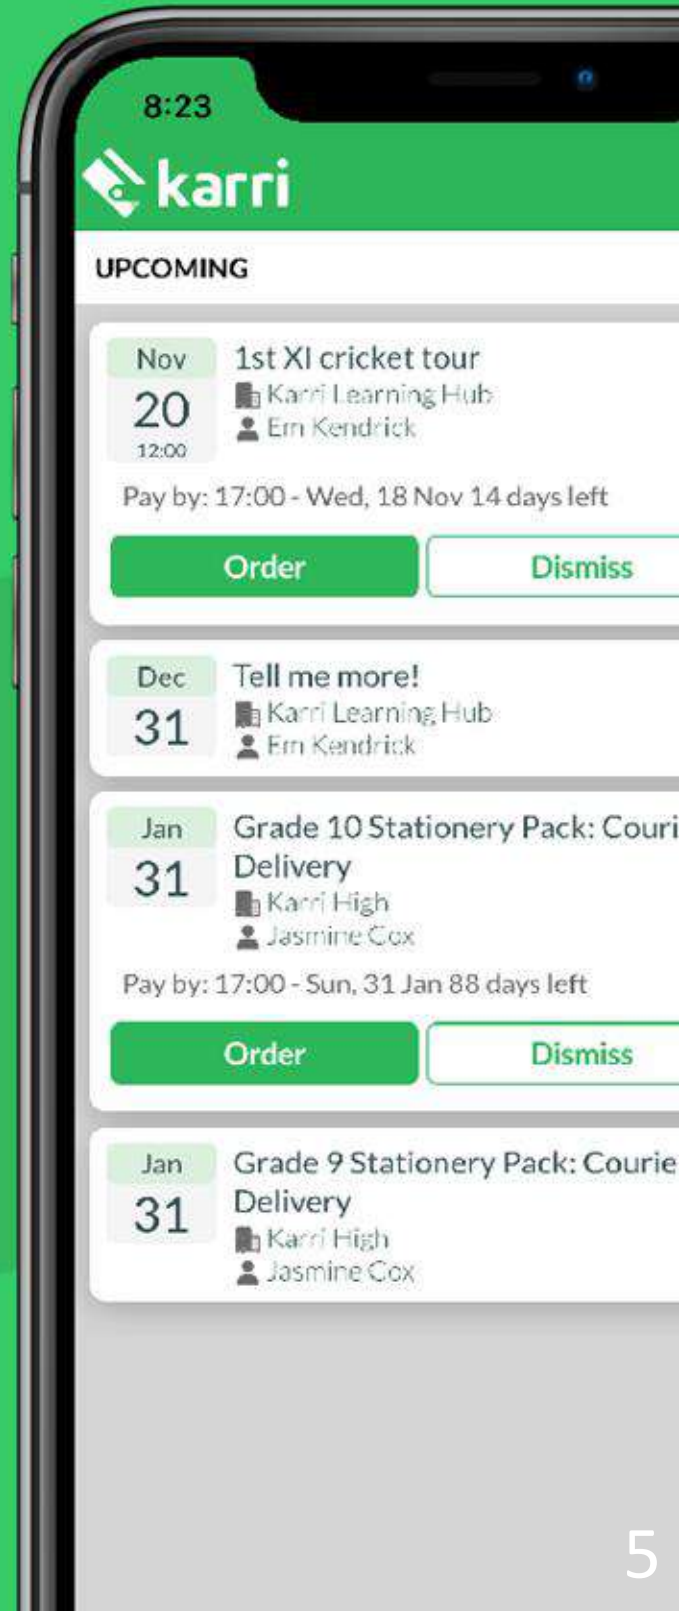 8:23
karri
UPCOMING
Nov
20
12:00
1st XI cricket tour
Karri Learning Hub
Em Kendrick
Pay by: 17:00 - Wed, 18 Nov 14 days left
Order
Dismiss
Dec
31
Tell me more!
Karri Learning Hub
Em Kendrick
Jan
31
Grade 10 Stationery Pack: Couri
Delivery
Karri High
Jasmine Cox
Pay by: 17:00 - Sun, 31 Jan 88 days left
Order
Dismiss
Jan
31
Grade 9 Stationery Pack: Courie
Delivery
Karri High
Jasmine Cox
5